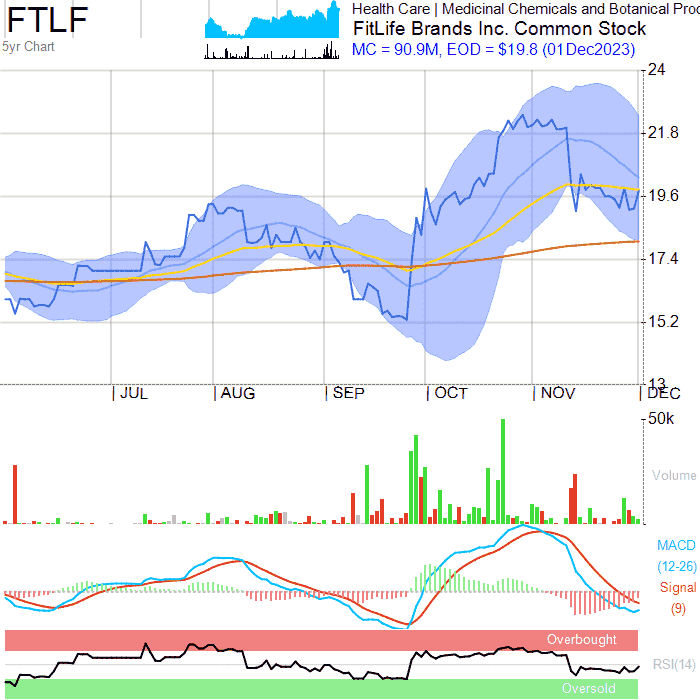 FTLF
5yr Chart
Health Care | Medicinal Chemicals and Botanical Pro
FitLife Brands Inc. Common Stock
MC = 90.9M, EOD = $19.8 (01Dec2023)
24
21.8
19.6
17.4
15.2
13
JUL
AUG
SEP
OCT
NOV
DEC
50k
Volume
MACD
(12-26)
Signal
(9)
Overbought
RSI(14)
Oversold